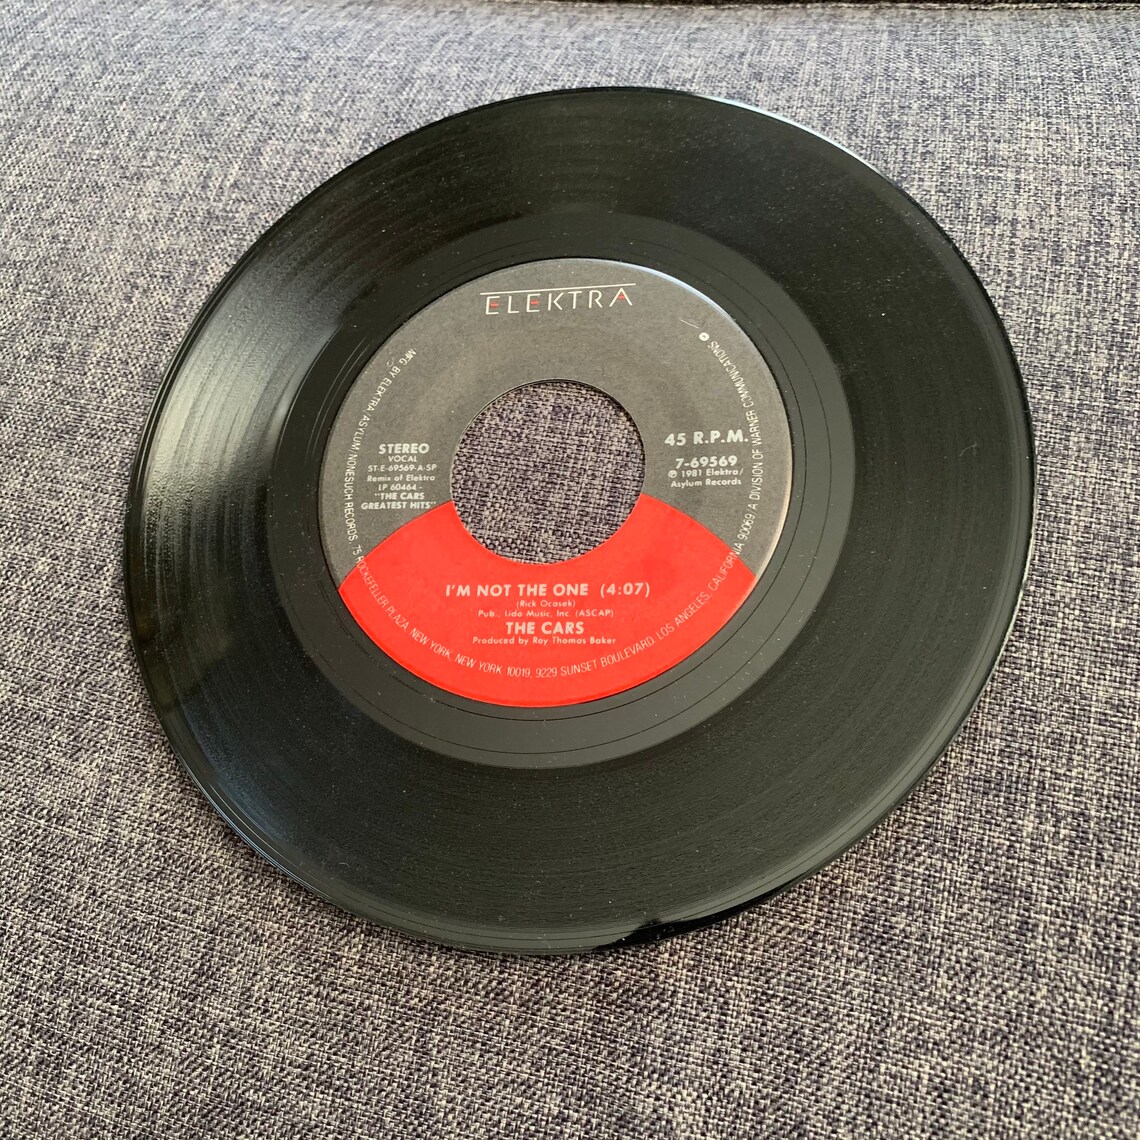 ELEKTRA
STEREO
VOCAL
ST-E-69569-A-SP
Remix of Elektra
LP 60464 -
"THE CARS
GREATEST HITS"
45 R.P.M.
7-69569
℗ 1981 Elektra/
Asylum Records
I'M NOT THE ONE (4:07)
(Rick Ocasek)
Pub., Lido Music, Inc. (ASCAP)
THE CARS
Produced by Roy Thomas Baker
MFG. BY ELEKTRA ASYLUM NONESUCH RECORDS, 75 ROCKEFELLER PLAZA, NEW YORK, NEW YORK 10019, 9229 SUNSET BOULEVARD, LOS ANGELES, CALIFORNIA 90069. A DIVISION OF WARNER COMMUNICATIONS